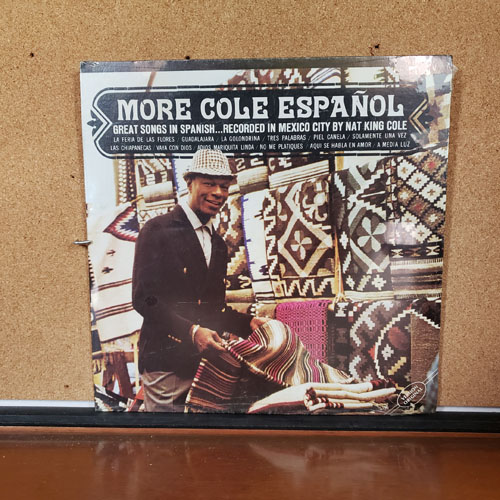 MORE COLE ESPAÑOL
GREAT SONGS IN SPANISH...RECORDED IN MEXICO CITY BY NAT KING COLE
LA FERIA DE LAS FLORES / GUADALAJARA / LA GOLONDRINA / TRES PALABRAS / PIEL CANELA / SOLAMENTE UNA VEZ
LAS CHIAPANECAS / VAYA CON DIOS / ADIOS MARIQUITA LINDA / NO ME PLATIQUES / AQUI SE HABLA EN AMOR / A MEDIA LUZ